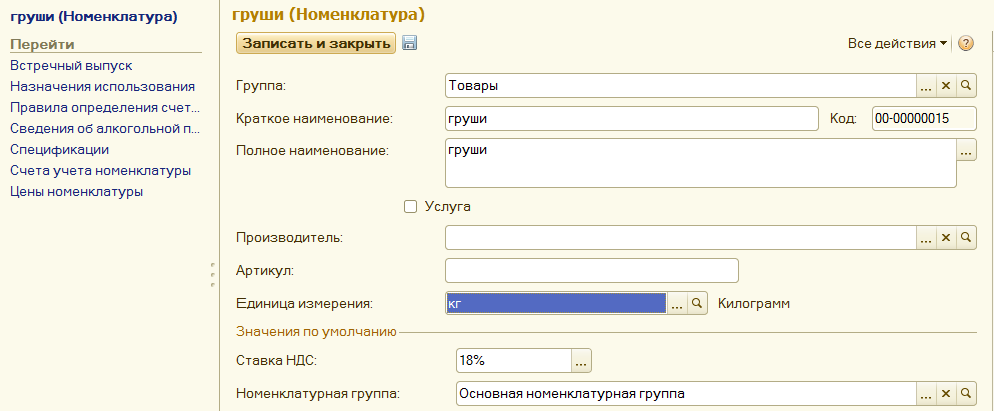 груши (Номенклатура)
Перейти
Встречный выпуск
Назначения использования
Правила определения счет...
Сведения об алкогольной п...
Спецификации
Счета учета номенклатуры
Цены номенклатуры
груши (Номенклатура)
Записать и закрыть
Все действия
?
Группа: Товары ...
Краткое наименование: груши Код: 00-00000015
Полное наименование: груши ...
Услуга
Производитель: ...
Артикул:
Единица измерения: кг ... Килограмм
Значения по умолчанию
Ставка НДС: 18% ...
Номенклатурная группа: Основная номенклатурная группа ...